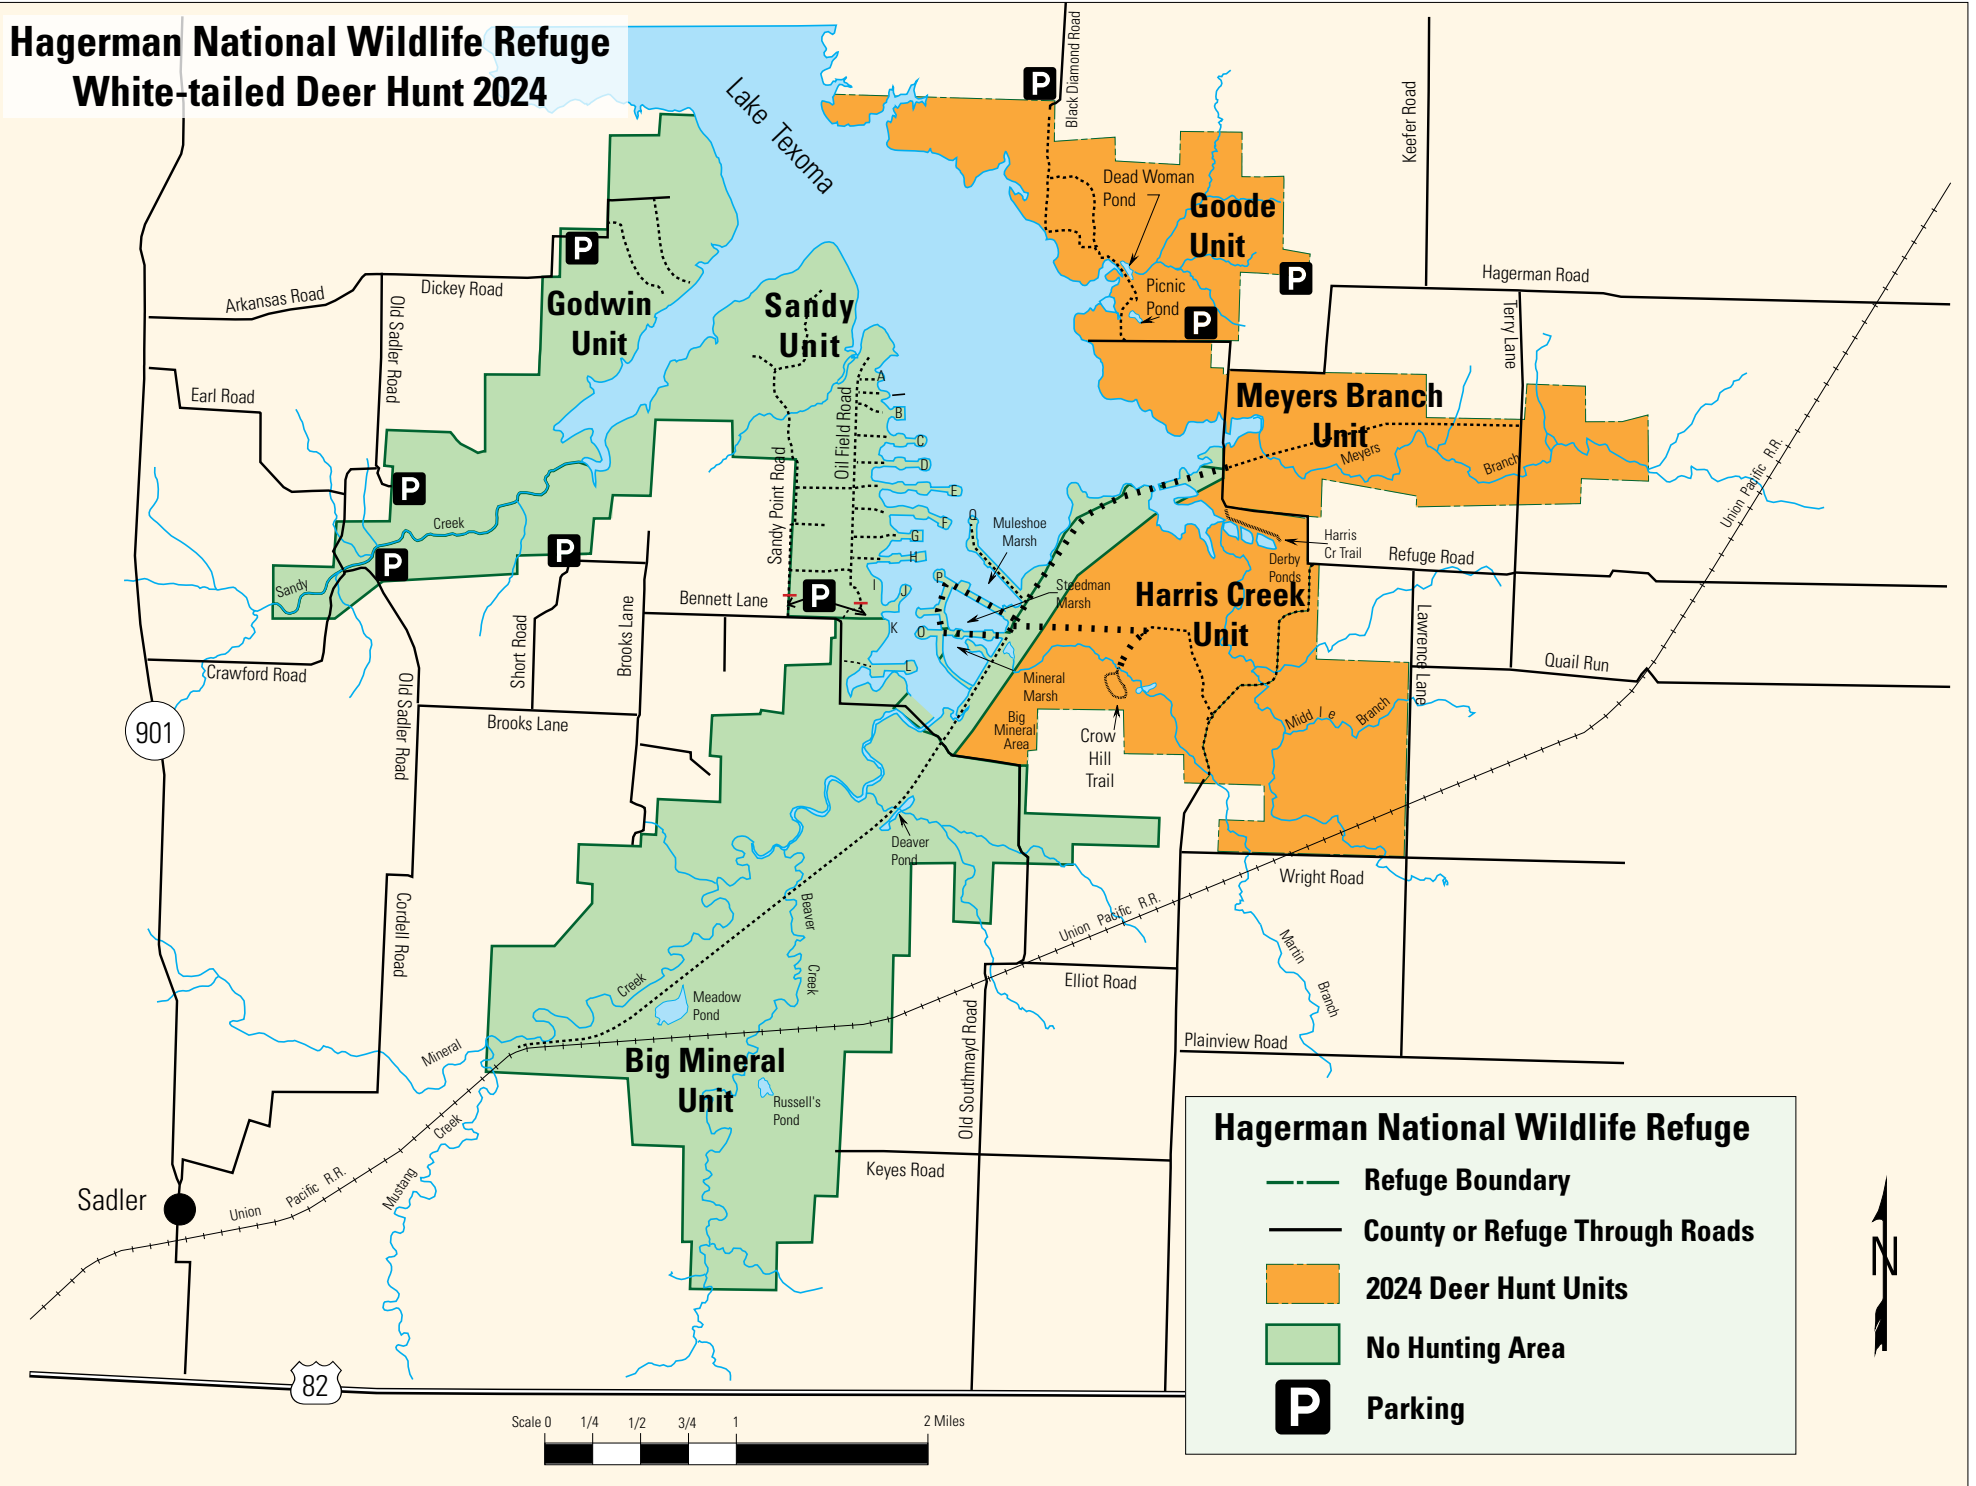 Hagerman National Wildlife Refuge
White-tailed Deer Hunt 2024
Lake Texoma
Black Diamond Road
Keefer Road
P
Dead Woman
Pond
Goode
Unit
P
Hagerman Road
P
Arkansas Road
Dickey Road
Old Sadler Road
Godwin
Unit
Sandy
Unit
Picnic
Pond
P
Terry Lane
Earl Road
Meyers Branch
Unit
Meyers
Branch
Union Pacific R.R.
Oil Field Road
Sandy Point Road
A
I
B
C
D
E
F
G
H
I
J
K
L
O
P
Q
P
Creek
Muleshoe
Marsh
Harris
Cr Trail
Refuge Road
Derby
Ponds
P
P
Sandy
Steedman
Marsh
Harris Creek
Unit
P
Bennett Lane
Short Road
Brooks Lane
Lawrence Lane
Quail Run
Crawford Road
Old Sadler Road
Brooks Lane
Mineral
Marsh
Big
Mineral
Area
Crow
Hill
Trail
Middle
Branch
901
Deaver
Pond
Wright Road
Cordell Road
Beaver
Creek
Union Pacific R.R.
Martin
Branch
Elliot Road
Creek
Meadow
Pond
Old Southmayd Road
Plainview Road
Mineral
Big Mineral
Unit
Russell's
Pond
Creek
Mustang
Keyes Road
Union Pacific R.R.
Sadler
82
Scale 0 1/4 1/2 3/4 1 2 Miles
Hagerman National Wildlife Refuge
Refuge Boundary
County or Refuge Through Roads
2024 Deer Hunt Units
No Hunting Area
P Parking
N